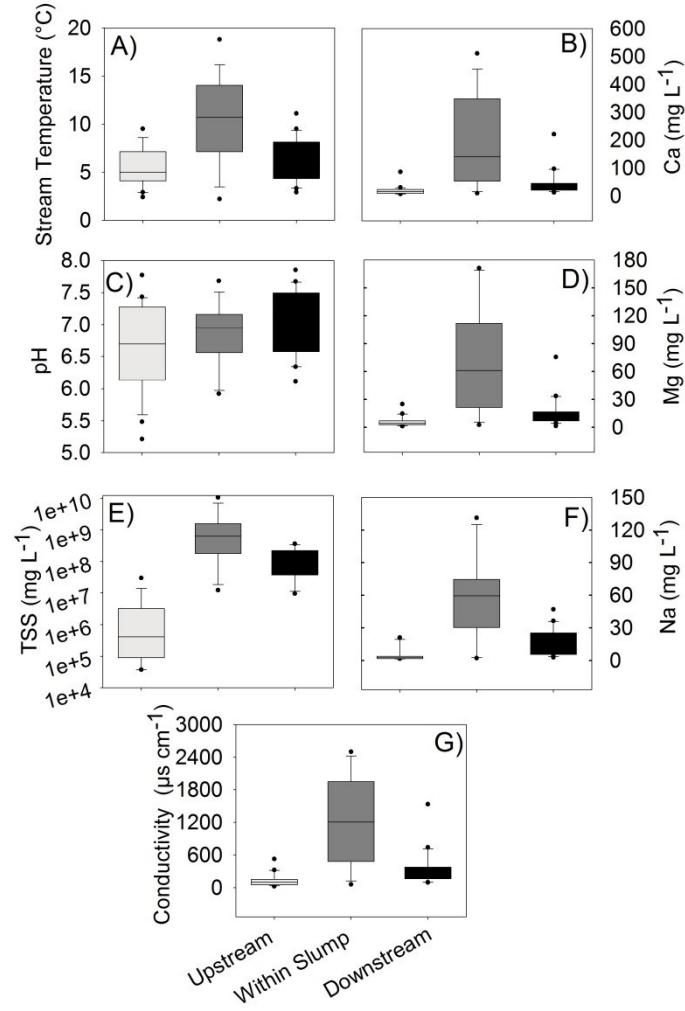 A)
Stream Temperature (°C)
20
15
10
5
0
B)
Ca (mg L-1)
600
500
400
300
200
100
0
C)
pH
8.0
7.5
7.0
6.5
6.0
5.5
5.0
D)
Mg (mg L-1)
180
150
120
90
60
30
0
E)
TSS (mg L-1)
1e+10
1e+9
1e+8
1e+7
1e+6
1e+5
1e+4
F)
Na (mg L-1)
150
120
90
60
30
0
G)
Conductivity (µs cm-1)
3000
2400
1800
1200
600
0
Upstream
Within Slump
Downstream